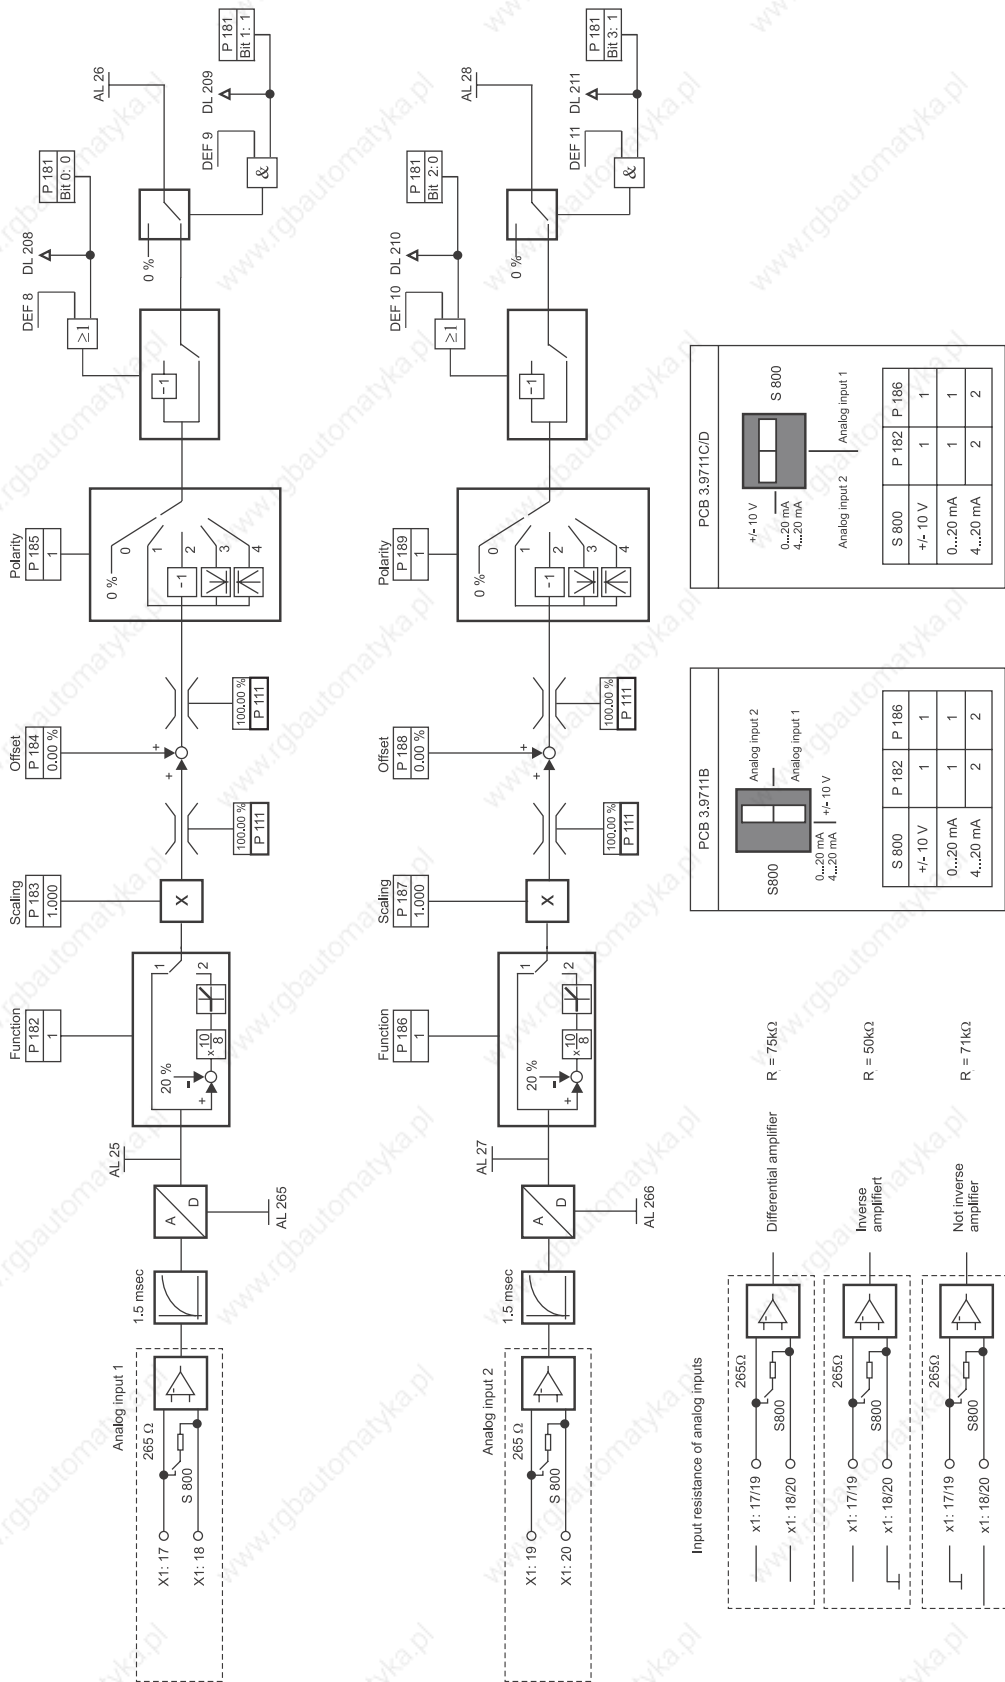 Analog input 1
X1: 17
X1: 18
265 Ω
S 800
1.5 msec
A
D
AL 265
AL 25
Function
P 182
1
20 %
+
-
x 10/8
1
2
Scaling
P 183
1.000
X
100.00 %
P 111
Offset
P 184
0.00 %
+
+
100.00 %
P 111
Polarity
P 185
1
0 %
0
1
2
3
4
-1
-1
≥1
DEF 8
DL 208
P 181
Bit 0: 0
0 %
&
DEF 9
DL 209
P 181
Bit 1: 1
AL 26
Analog input 2
X1: 19
X1: 20
265 Ω
S 800
1.5 msec
A
D
AL 266
AL 27
Function
P 186
1
20 %
+
-
x 10/8
1
2
Scaling
P 187
1.000
X
100.00 %
P 111
Offset
P 188
0.00 %
+
+
100.00 %
P 111
Polarity
P 189
1
0 %
0
1
2
3
4
-1
-1
≥1
DEF 10
DL 210
P 181
Bit 2:0
0 %
&
DEF 11
DL 211
P 181
Bit 3: 1
AL 28
Input resistance of analog inputs
x1: 17/19
x1: 18/20
265Ω
S800
Differential amplifier
R = 75kΩ
x1: 17/19
x1: 18/20
265Ω
S800
Inverse
amplifiert
R = 50kΩ
x1: 17/19
x1: 18/20
265Ω
S800
Not inverse
amplifier
R = 71kΩ
PCB 3.9711B
S800
Analog input 2
Analog input 1
0...20 mA
4...20 mA
+/- 10 V
S 800 P 182 P 186
+/- 10 V 1 1
0...20 mA 1 1
4...20 mA 2 2
PCB 3.9711C/D
+/- 10 V
0...20 mA
4...20 mA
S 800
Analog input 2
Analog input 1
S 800 P 182 P 186
+/- 10 V 1 1
0...20 mA 1 1
4...20 mA 2 2
www.rgbautomatyka.pl